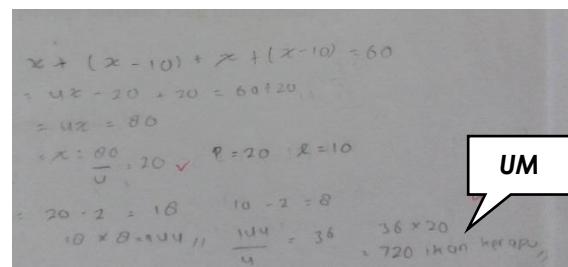 x + (x - 10) + x + (x - 10) = 60
= 4x - 20 + 20 = 60+20
= 4x = 80
= x = 80/4 = 20 ✓ P = 20 l = 10
= 20 - 2 = 18 10 - 2 = 8
18 × 8 = 144 // 144/4 = 36 36 × 20
= 720 ikan kerapu //
UM